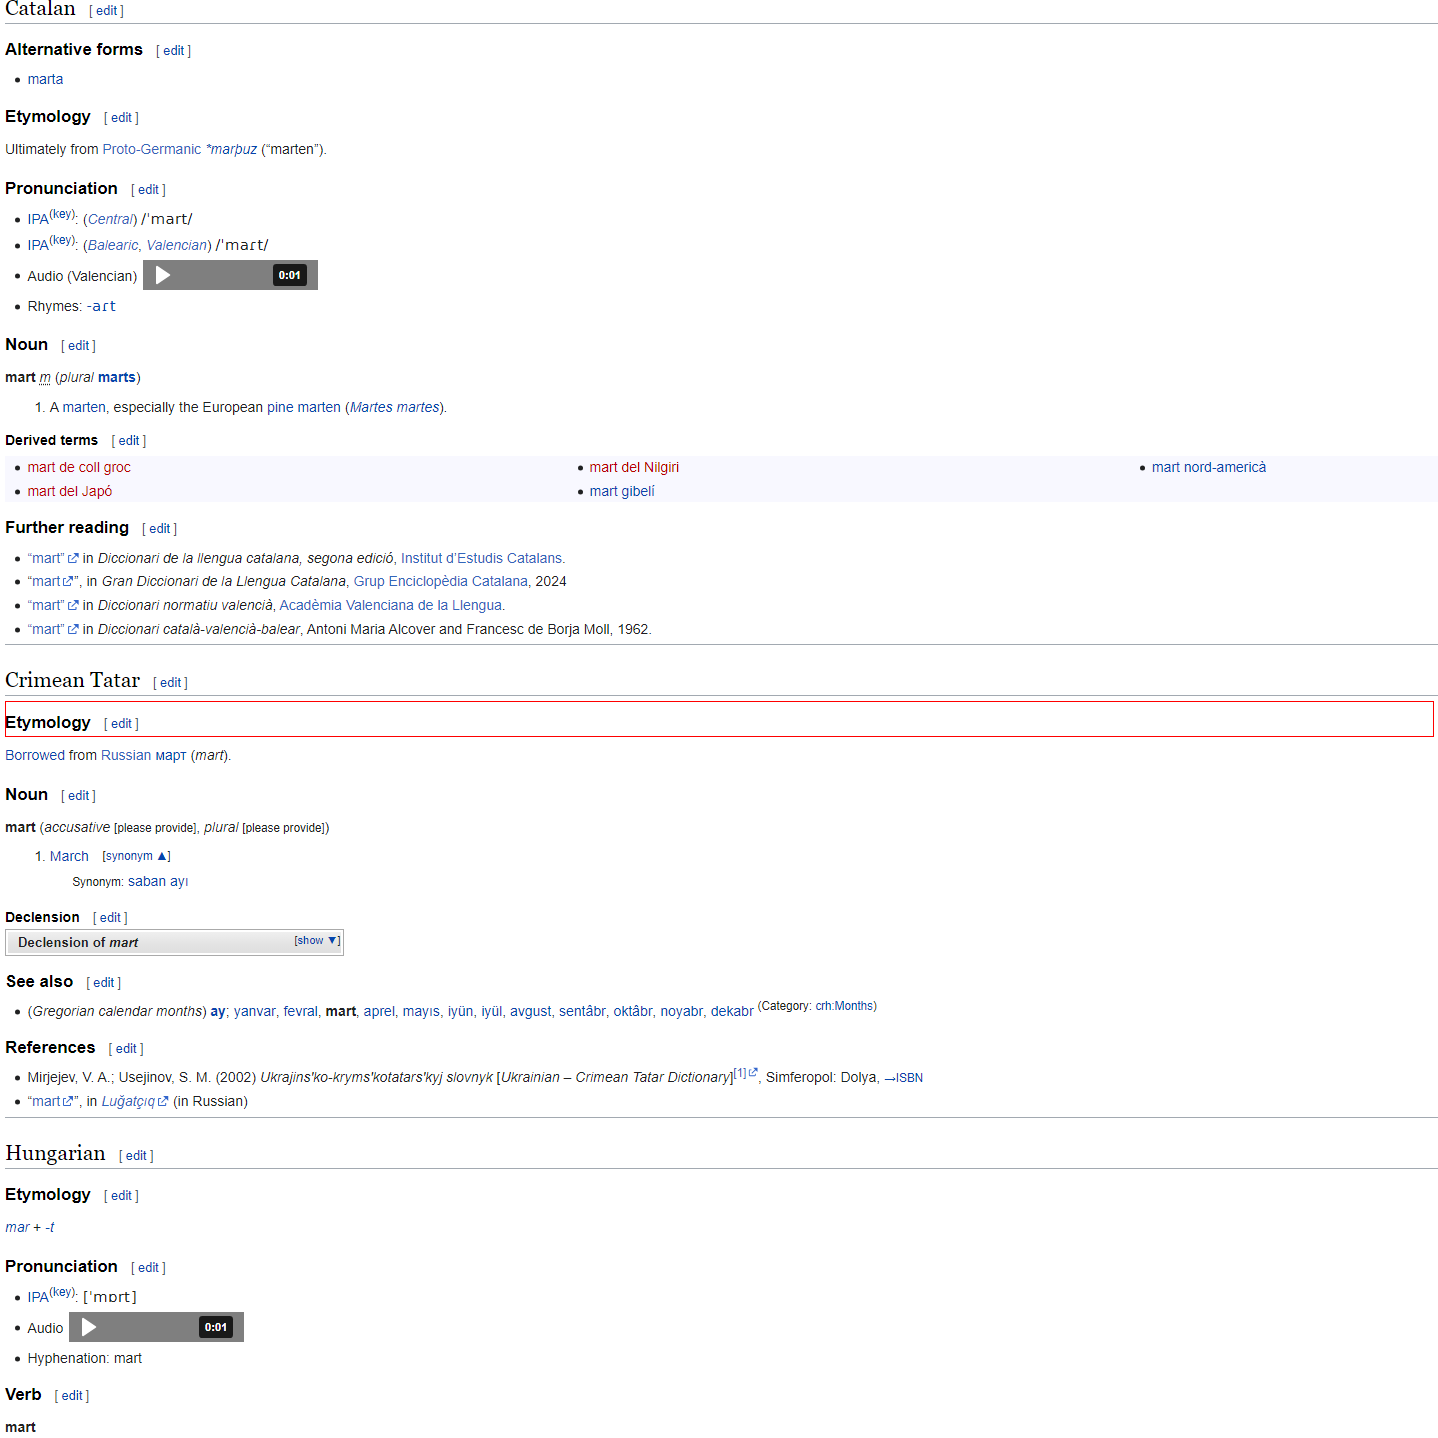 Catalan [ edit ]
Alternative forms [ edit ]
• marta
Etymology [ edit ]
Ultimately from Proto-Germanic *marþuz (“marten”).
Pronunciation [ edit ]
• IPA(key): (Central) /ˈmart/
• IPA(key): (Balearic, Valencian) /ˈmaɾt/
• Audio (Valencian) 0:01
• Rhymes: -aɾt
Noun [ edit ]
mart m (plural marts)
1. A marten, especially the European pine marten (Martes martes).
Derived terms [ edit ]
• mart de coll groc • mart del Nilgiri • mart nord-americà
• mart del Japó • mart gibelí
Further reading [ edit ]
• “mart” in Diccionari de la llengua catalana, segona edició, Institut d’Estudis Catalans.
• “mart”, in Gran Diccionari de la Llengua Catalana, Grup Enciclopèdia Catalana, 2024
• “mart” in Diccionari normatiu valencià, Acadèmia Valenciana de la Llengua.
• “mart” in Diccionari català-valencià-balear, Antoni Maria Alcover and Francesc de Borja Moll, 1962.
Crimean Tatar [ edit ]
Etymology [ edit ]
Borrowed from Russian март (mart).
Noun [ edit ]
mart (accusative [please provide], plural [please provide])
1. March [synonym ▲]
Synonym: saban ayı
Declension [ edit ]
Declension of mart [show ▼]
See also [ edit ]
• (Gregorian calendar months) ay; yanvar, fevral, mart, aprel, mayıs, iyün, iyül, avgust, sentâbr, oktâbr, noyabr, dekabr (Category: crh:Months)
References [ edit ]
• Mirjejev, V. A.; Usejinov, S. M. (2002) Ukrajinsʹko-krymsʹkotatarsʹkyj slovnyk [Ukrainian – Crimean Tatar Dictionary][1], Simferopol: Dolya, →ISBN
• “mart”, in Luğatçıq (in Russian)
Hungarian [ edit ]
Etymology [ edit ]
mar + -t
Pronunciation [ edit ]
• IPA(key): [ˈmɒrt]
• Audio 0:01
• Hyphenation: mart
Verb [ edit ]
mart